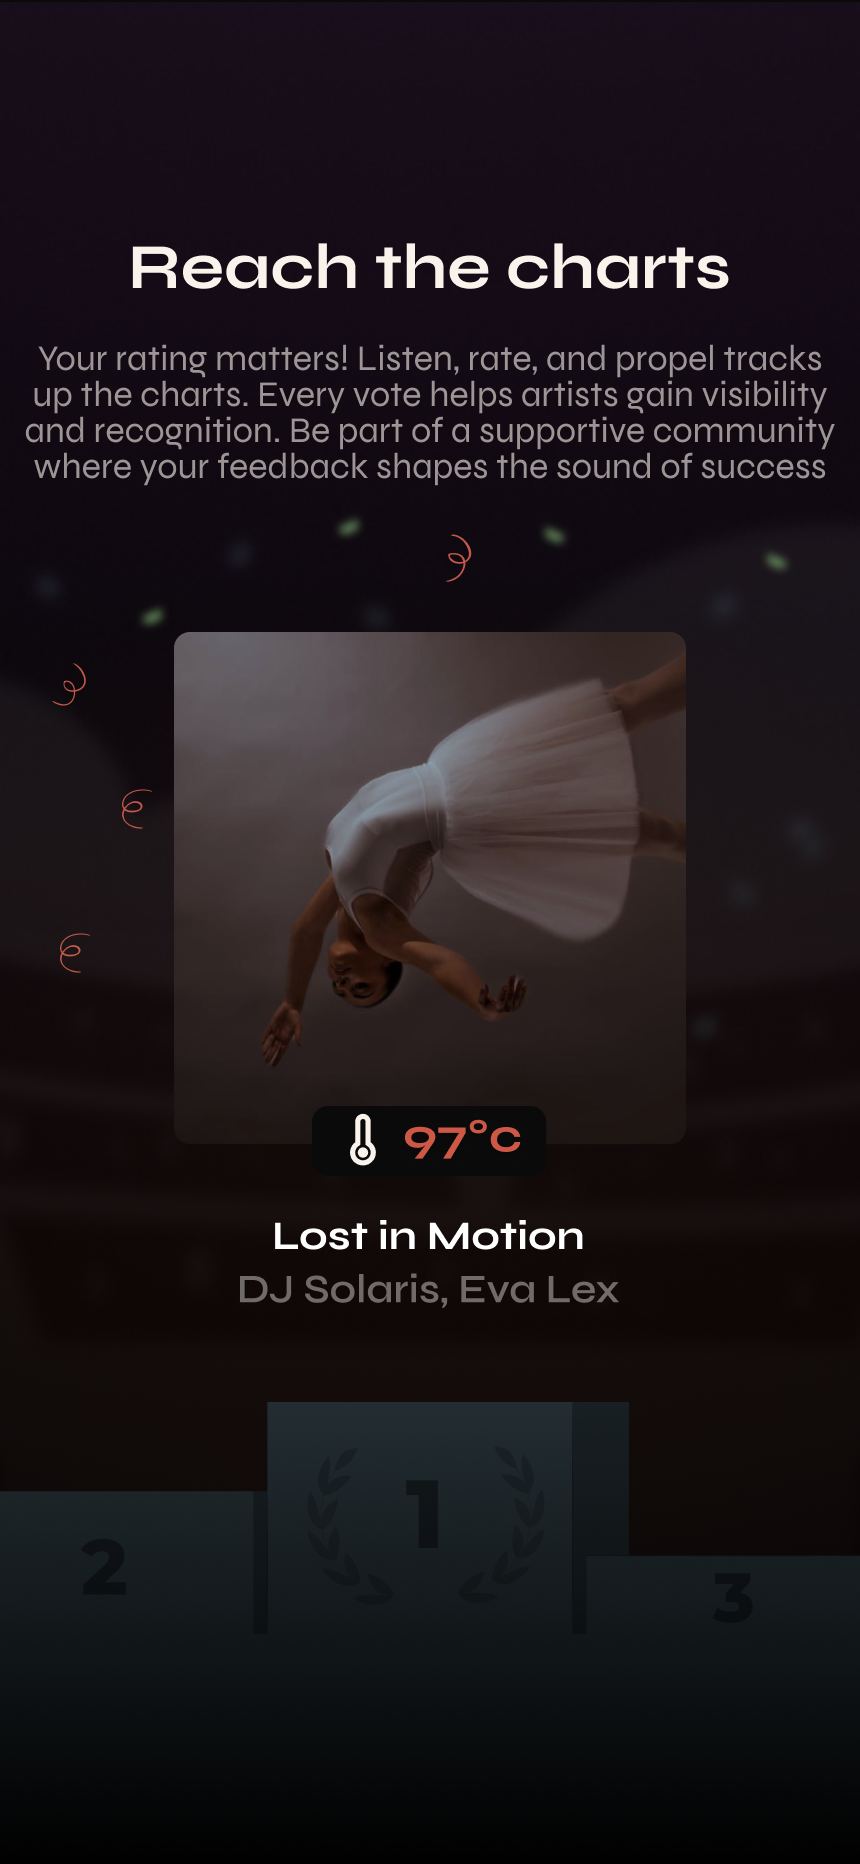 Reach the charts
Your rating matters! Listen, rate, and propel tracks
up the charts. Every vote helps artists gain visibility
and recognition. Be part of a supportive community
where your feedback shapes the sound of success
97°C
Lost in Motion
DJ Solaris, Eva Lex
1
2
3